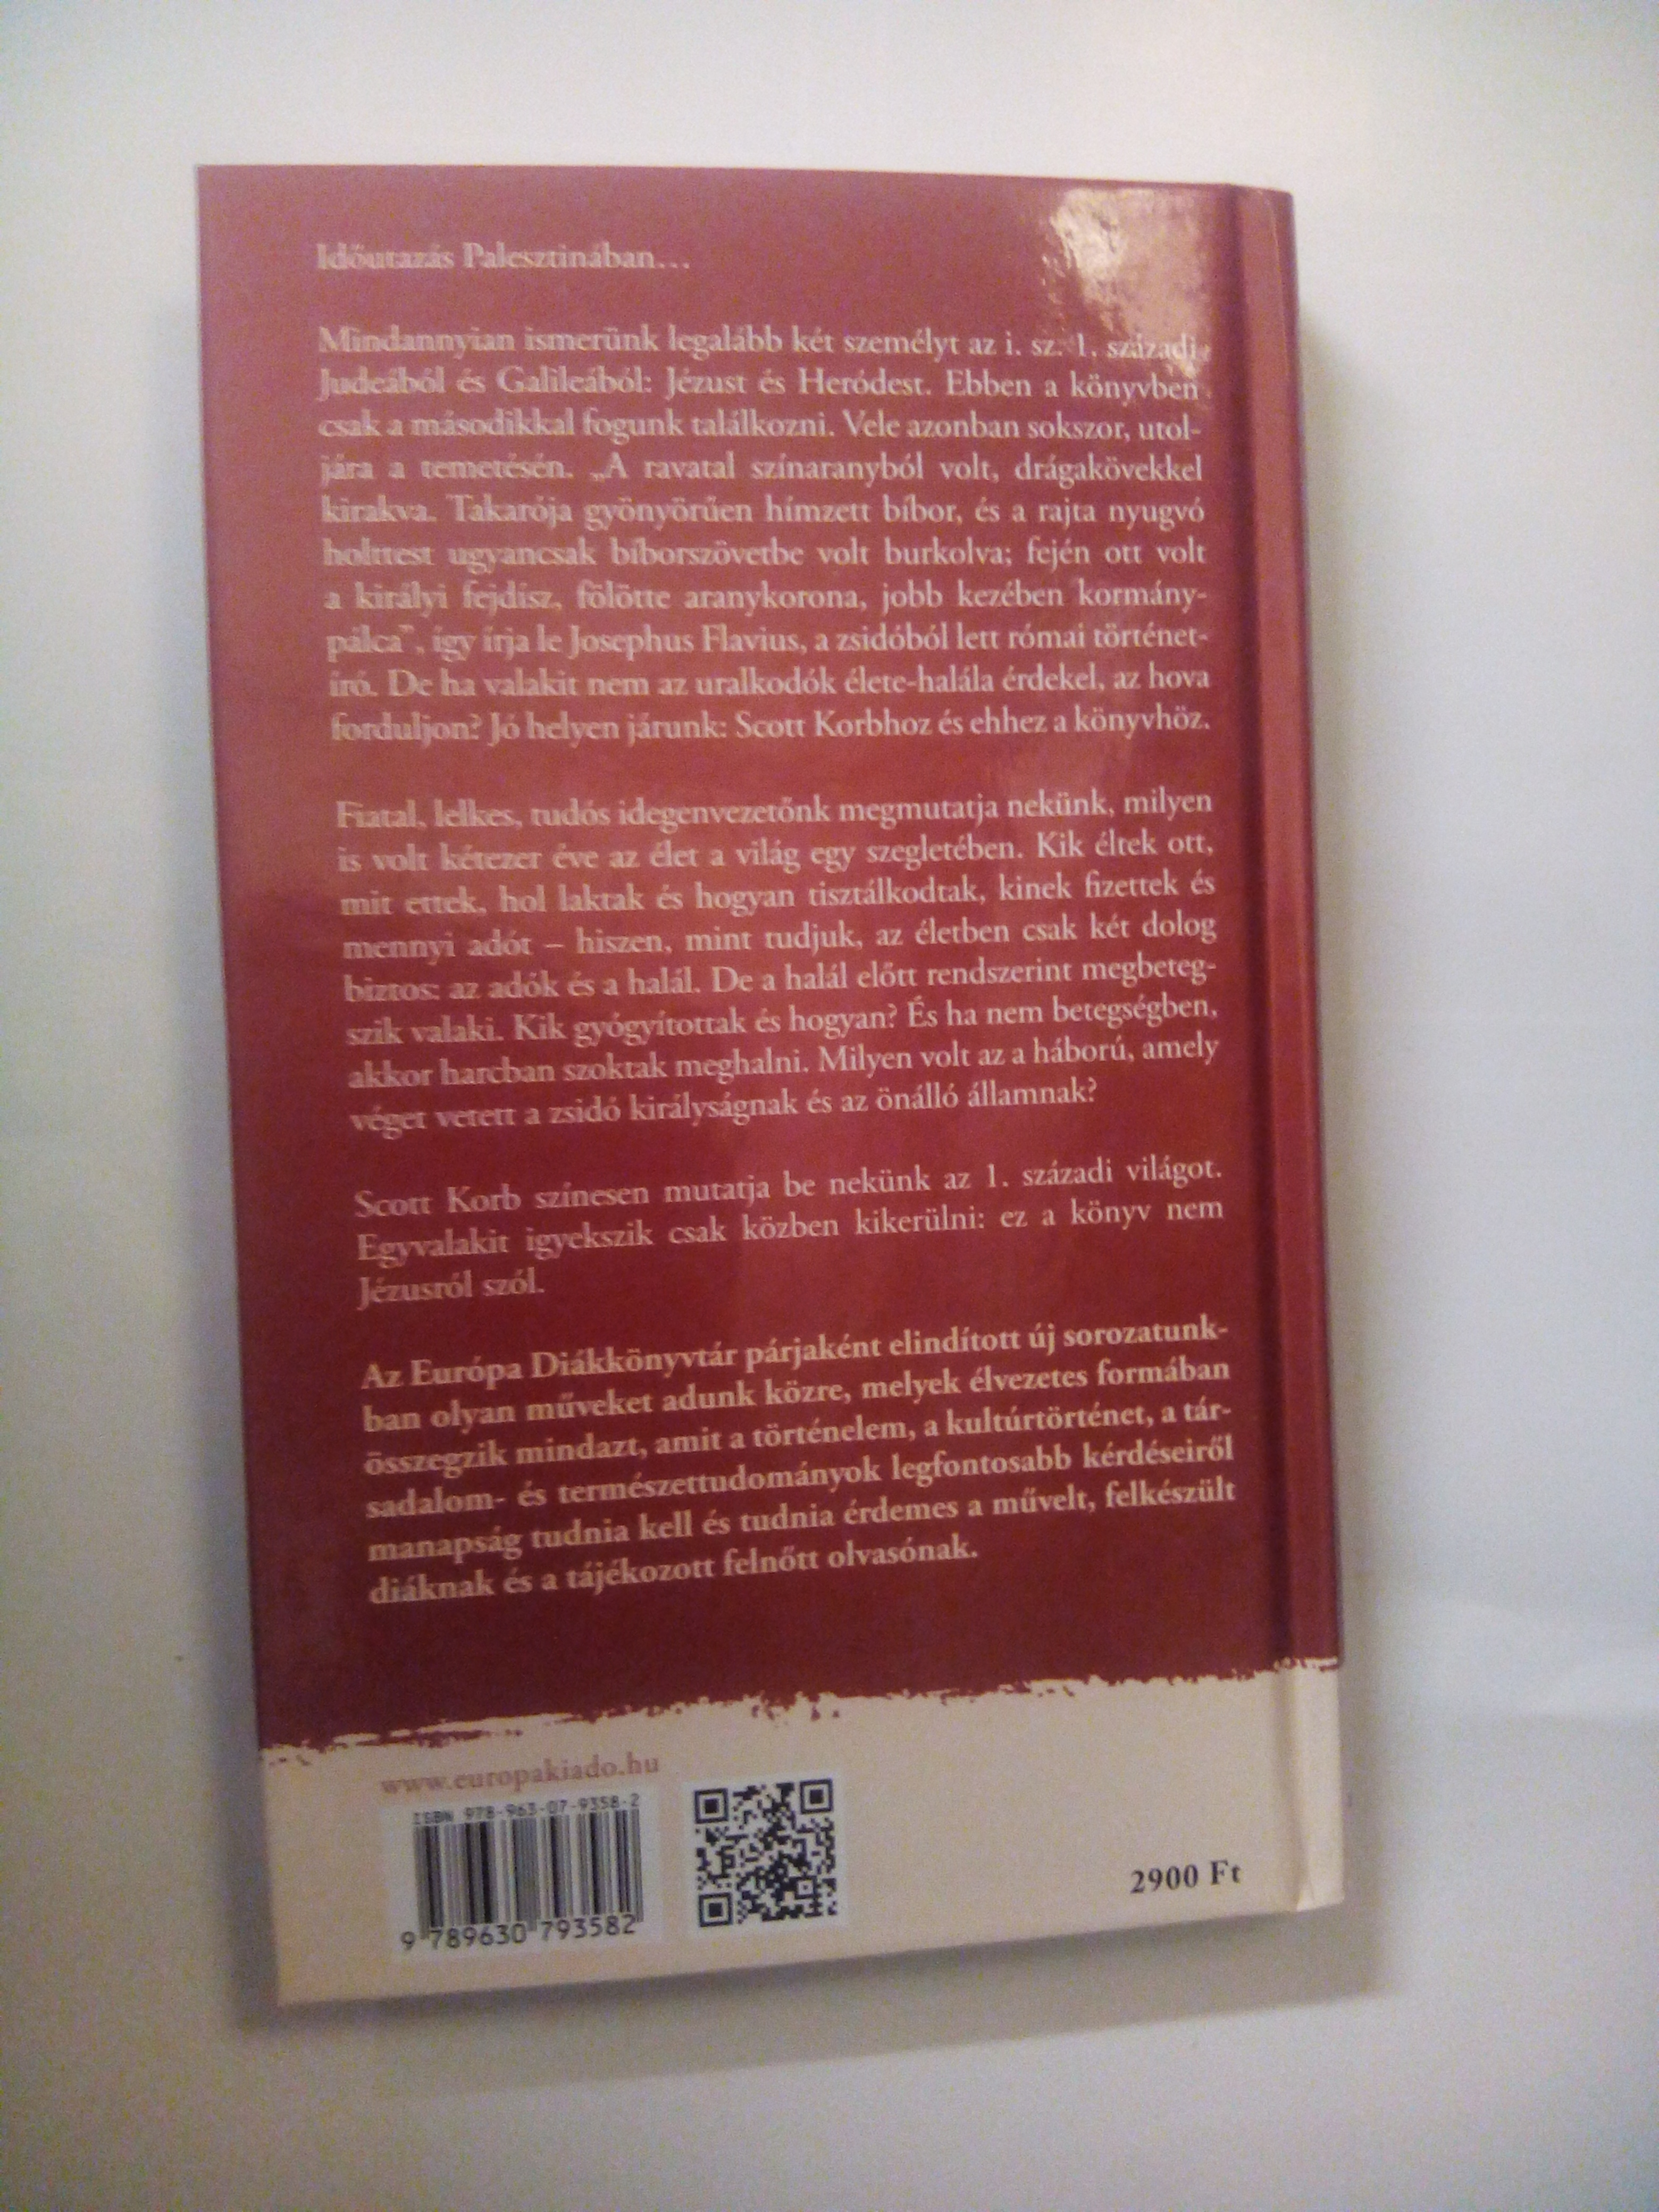 Időutazás Palesztinában...
Mindannyian ismerünk legalább két személyt az i. sz. 1. századi
Judeából és Galileából: Jézust és Heródest. Ebben a könyvben
csak a másodikkal fogunk találkozni. Vele azonban sokszor, utol-
jára a temetésén. „A ravatal színaranyból volt, drágakövekkel
kirakva. Takarója gyönyörűen hímzett bíbor, és a rajta nyugvó
holttest ugyancsak bíborszövetbe volt burkolva; fején ott volt
a királyi fejdísz, fölötte aranykorona, jobb kezében kormány-
pálca”, így írja le Josephus Flavius, a zsidóból lett római történet-
író. De ha valakit nem az uralkodók élete-halála érdekel, az hova
forduljon? Jó helyen járunk: Scott Korbhoz és ehhez a könyvhöz.
Fiatal, lelkes, tudós idegenvezetőnk megmutatja nekünk, milyen
is volt kétezer éve az élet a világ egy szegletében. Kik éltek ott,
mit ettek, hol laktak és hogyan tisztálkodtak, kinek fizettek és
mennyi adót – hiszen, mint tudjuk, az életben csak két dolog
biztos: az adók és a halál. De a halál előtt rendszerint megbeteg-
szik valaki. Kik gyógyítottak és hogyan? És ha nem betegségben,
akkor harcban szoktak meghalni. Milyen volt az a háború, amely
véget vetett a zsidó királyságnak és az önálló államnak?
Scott Korb színesen mutatja be nekünk az 1. századi világot.
Egyvalakit igyekszik csak közben kikerülni: ez a könyv nem
Jézusról szól.
Az Európa Diákkönyvtár párjaként elindított új sorozatunk-
ban olyan műveket adunk közre, melyek élvezetes formában
összegzik mindazt, amit a történelem, a kultúrtörténet, a tár-
sadalom- és természettudományok legfontosabb kérdéseiről
manapság tudnia kell és tudnia érdemes a művelt, felkészült
diáknak és a tájékozott felnőtt olvasónak.
www.europakiado.hu
ISBN 978-963-07-9358-2
9 789630 793582
2900 Ft